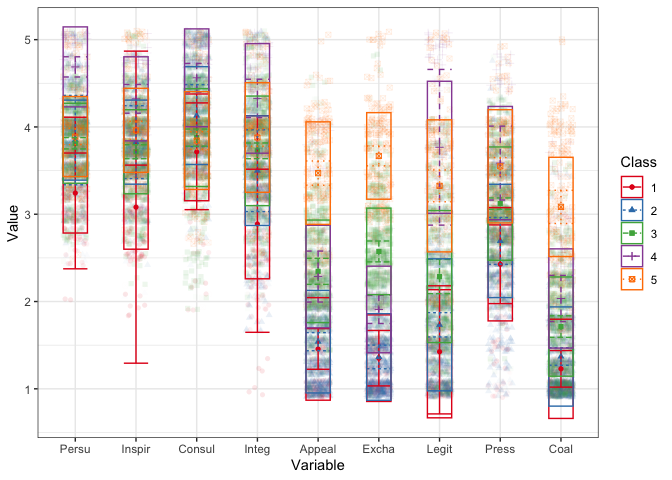 Value
5
4
3
2
1
Persu Inspir Consul Integ Appeal Excha Legit Press Coal
Variable
Class
1
2
3
4
5